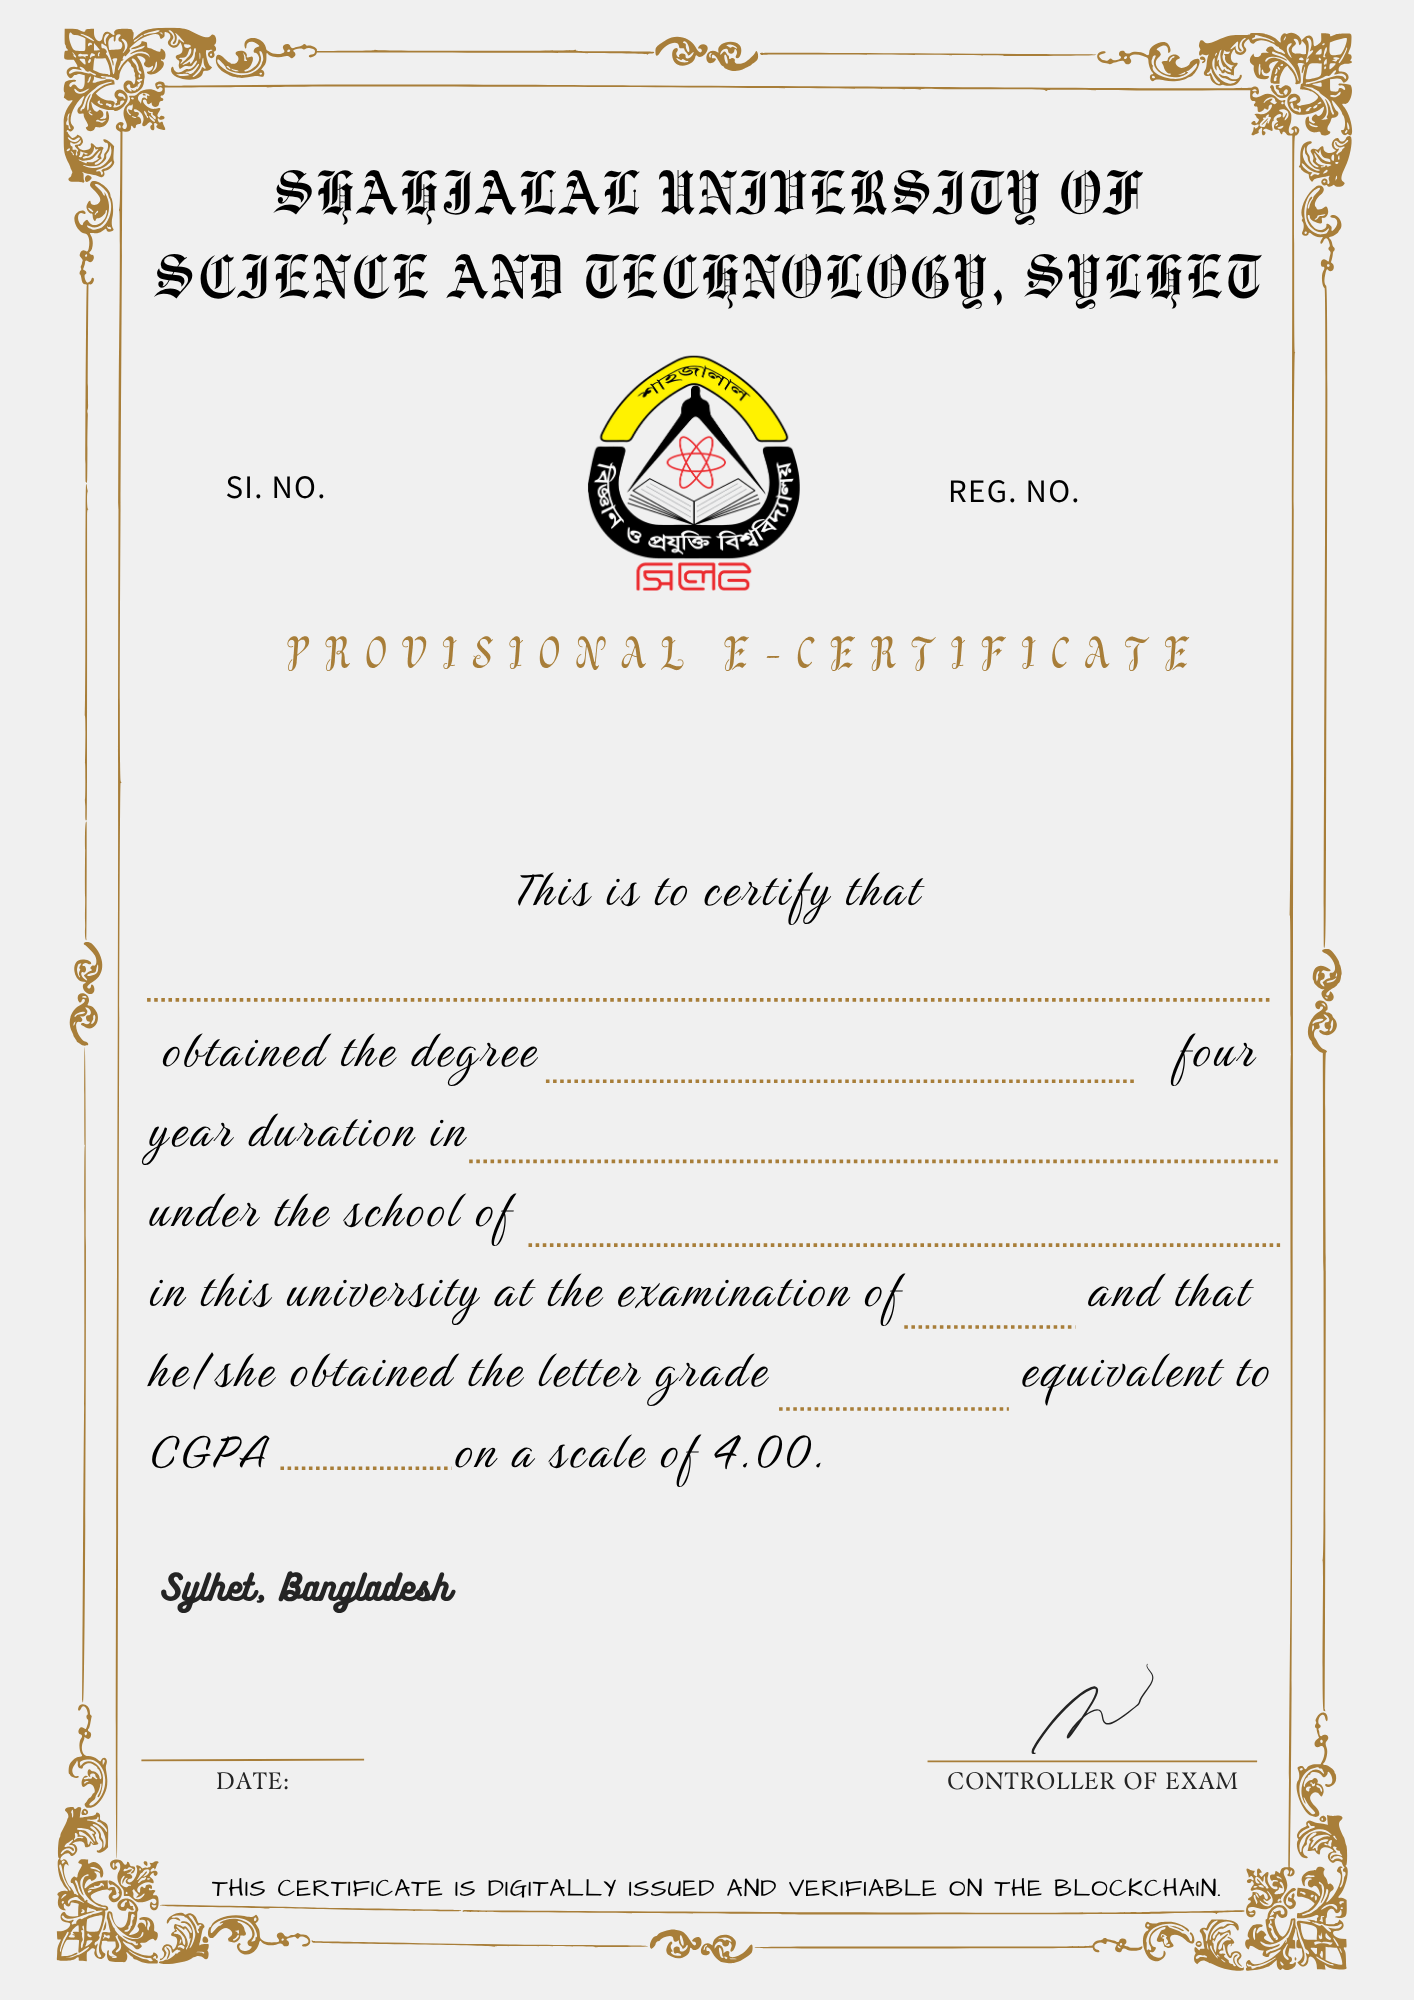 SHAHJALAL UNIVERSITY OF
SCIENCE AND TECHNOLOGY, SYLHET
শাহজালাল
বিজ্ঞান ও প্রযুক্তি বিশ্ববিদ্যালয়
সিলেট
SI. NO.
REG. NO.
PROVISIONAL E-CERTIFICATE
This is to certify that
obtained the degree four
year duration in
under the school of
in this university at the examination of and that
he/she obtained the letter grade equivalent to
CGPA on a scale of 4.00.
Sylhet, Bangladesh
DATE:
CONTROLLER OF EXAM
THIS CERTIFICATE IS DIGITALLY ISSUED AND VERIFIABLE ON THE BLOCKCHAIN.